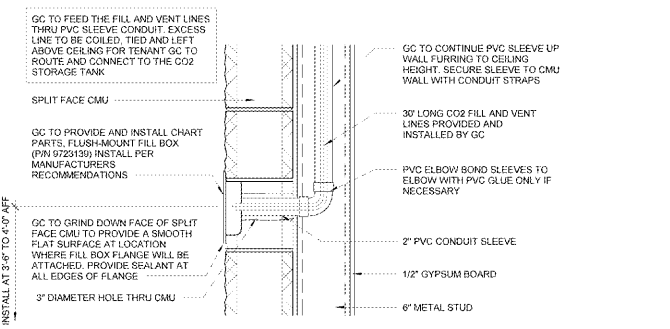 GC TO FEED THE FILL AND VENT LINES
THRU PVC SLEEVE CONDUIT. EXCESS
LINE TO BE COILED, TIED AND LEFT
ABOVE CEILING FOR TENANT GC TO
ROUTE AND CONNECT TO THE CO2
STORAGE TANK
SPLIT FACE CMU
GC TO PROVIDE AND INSTALL CHART
PARTS, FLUSH-MOUNT FILL BOX
(P/N 9723139) INSTALL PER
MANUFACTURERS
RECOMMENDATIONS
INSTALL AT 3'-6" TO 4'-0" AFF
GC TO GRIND DOWN FACE OF SPLIT
FACE CMU TO PROVIDE A SMOOTH
FLAT SURFACE AT LOCATION
WHERE FILL BOX FLANGE WILL BE
ATTACHED. PROVIDE SEALANT AT
ALL EDGES OF FLANGE
3" DIAMETER HOLE THRU CMU
GC TO CONTINUE PVC SLEEVE UP
WALL FURRING TO CEILING
HEIGHT. SECURE SLEEVE TO CMU
WALL WITH CONDUIT STRAPS
30' LONG CO2 FILL AND VENT
LINES PROVIDED AND
INSTALLED BY GC
PVC ELBOW BOND SLEEVES TO
ELBOW WITH PVC GLUE ONLY IF
NECESSARY
2" PVC CONDUIT SLEEVE
1/2" GYPSUM BOARD
6" METAL STUD